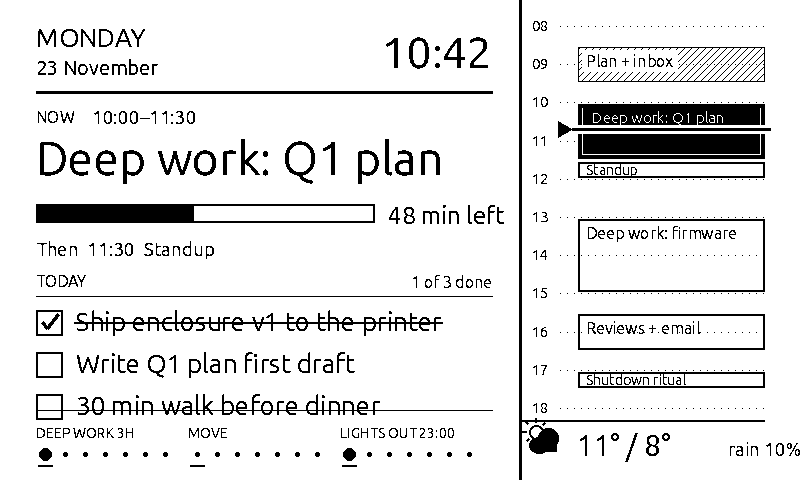 MONDAY
23 November
10:42
NOW 10:00–11:30
Deep work: Q1 plan
48 min left
Then 11:30 Standup
TODAY
1 of 3 done
Ship enclosure v1 to the printer
Write Q1 plan first draft
30 min walk before dinner
DEEP WORK 3H
MOVE
LIGHTS OUT 23:00
08
09
Plan + inbox
10
Deep work: Q1 plan
11
Standup
12
13
Deep work: firmware
14
15
16
Reviews + email
17
Shutdown ritual
18
11° / 8°
rain 10%